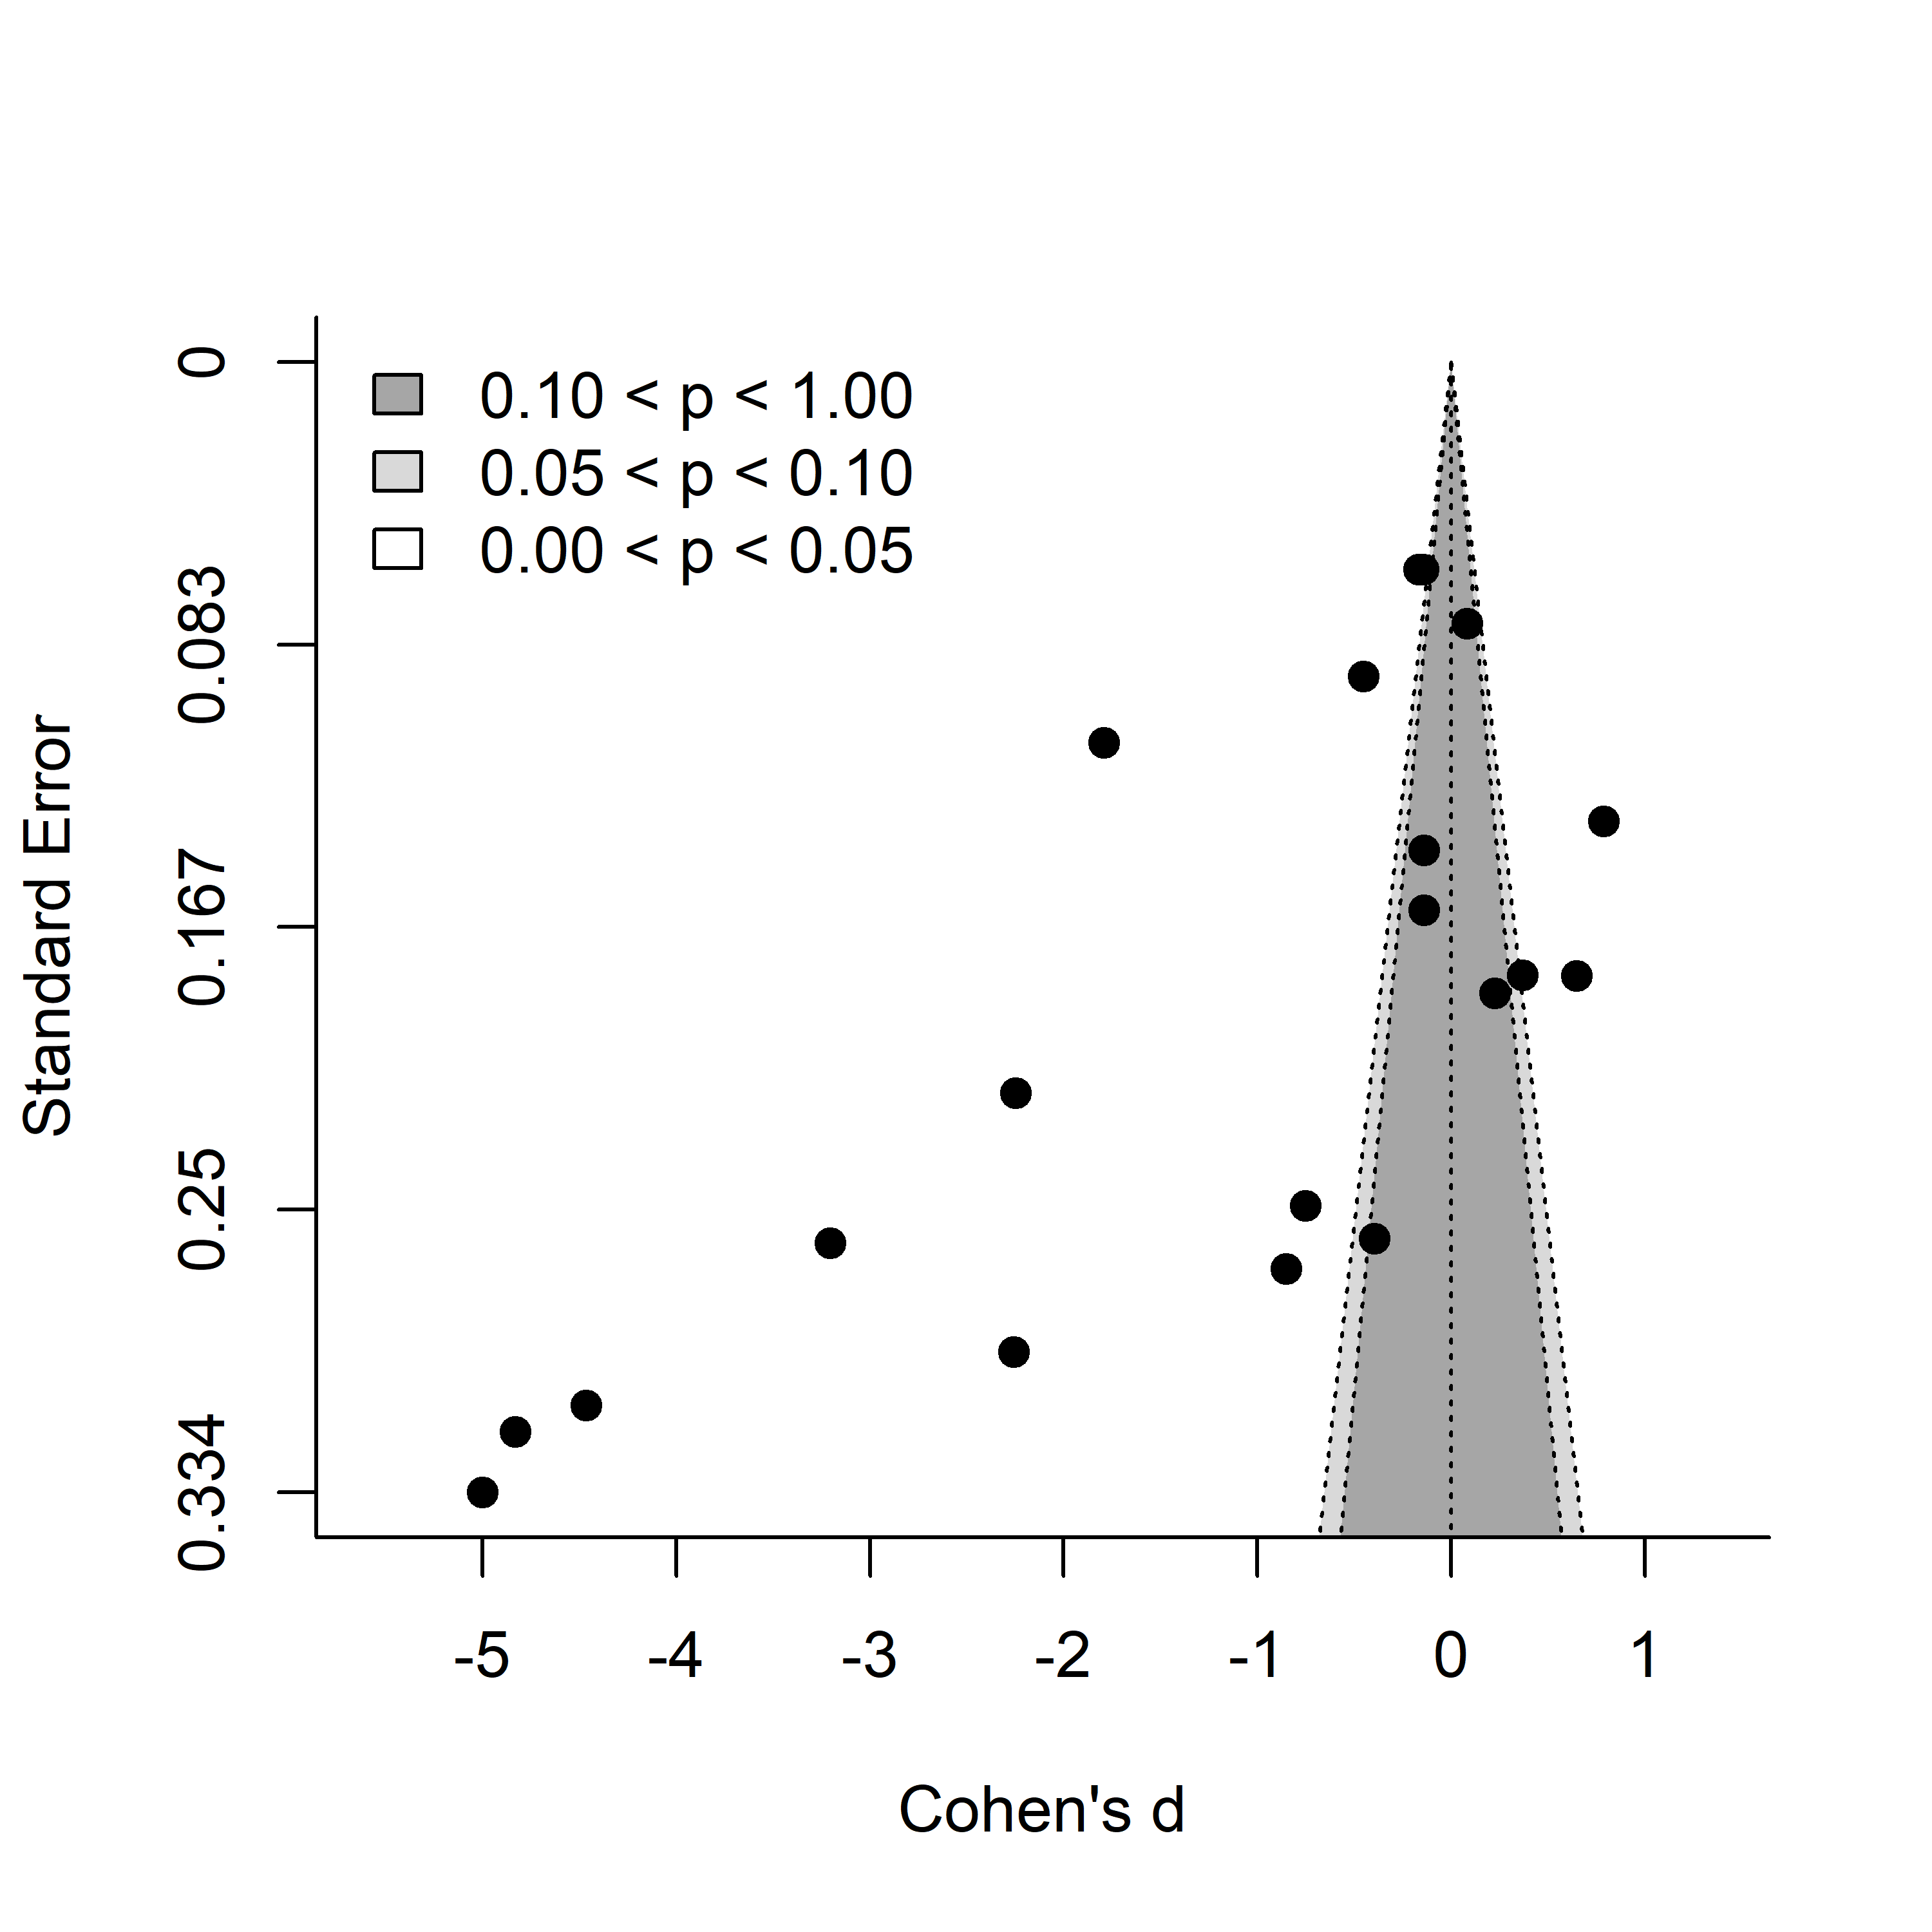 0.10 < p < 1.00
0.05 < p < 0.10
0.00 < p < 0.05
Standard Error
0
0.083
0.167
0.25
0.334
-5 -4 -3 -2 -1 0 1
Cohen's d